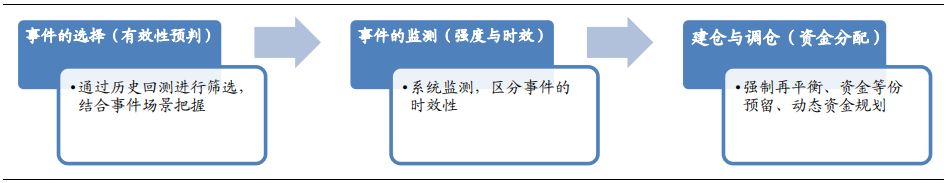 事件的选择（有效性预判）
•通过历史回测进行筛选，
结合事件场景把握
事件的监测（强度与时效）
•系统监测，区分事件的
时效性
建仓与调仓（资金分配）
•强制再平衡、资金等份
预留、动态资金规划